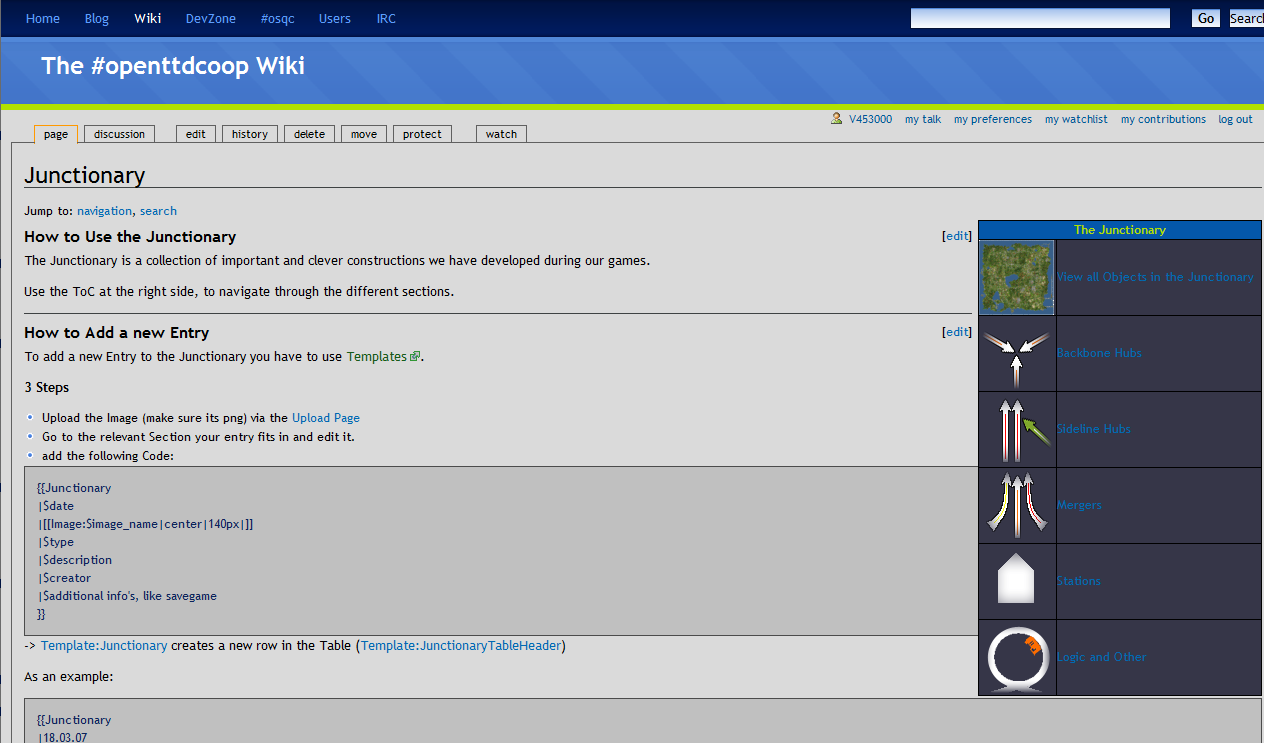 Home Blog Wiki DevZone #osqc Users IRC Go Searc
The #openttdcoop Wiki
V453000 my talk my preferences my watchlist my contributions log out
page discussion edit history delete move protect watch
Junctionary
Jump to: navigation, search
How to Use the Junctionary [edit]
The Junctionary is a collection of important and clever constructions we have developed during our games.
Use the ToC at the right side, to navigate through the different sections.
How to Add a new Entry [edit]
To add a new Entry to the Junctionary you have to use Templates.
3 Steps
Upload the Image (make sure its png) via the Upload Page
Go to the relevant Section your entry fits in and edit it.
add the following Code:
{{Junctionary
|$date
|[[Image:$image_name|center|140px|]]
|$type
|$description
|$creator
|$additional info's, like savegame
}}
-> Template:Junctionary creates a new row in the Table (Template:JunctionaryTableHeader)
As an example:
{{Junctionary
|18.03.07
The Junctionary
View all Objects in the Junctionary
Backbone Hubs
Sideline Hubs
Mergers
Stations
Logic and Other